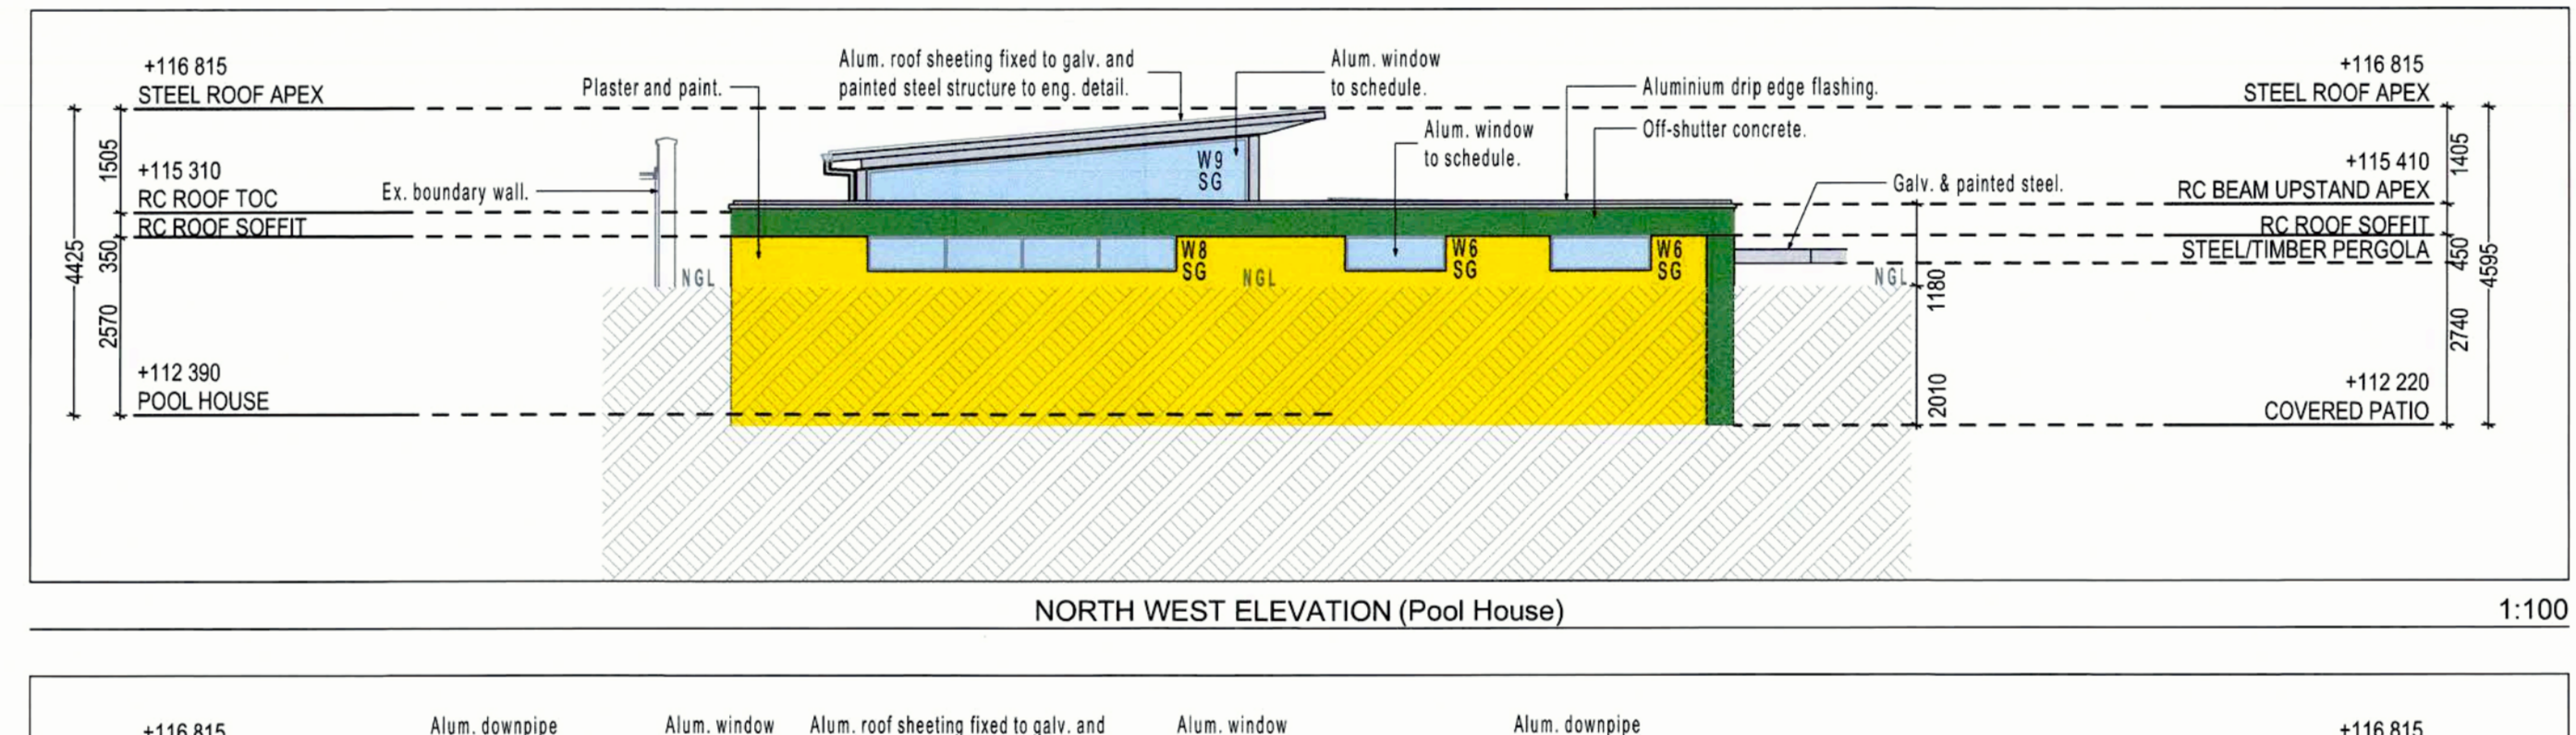 +116 815
STEEL ROOF APEX
Plaster and paint.
Alum. roof sheeting fixed to galv. and
painted steel structure to eng. detail.
Alum. window
to schedule.
Aluminium drip edge flashing.
+116 815
STEEL ROOF APEX
Off-shutter concrete.
Alum. window
to schedule.
1505
+115 310
RC ROOF TOC
RC ROOF SOFFIT
Ex. boundary wall.
W9
SG
Galv. & painted steel.
+115 410
RC BEAM UPSTAND APEX
1405
RC ROOF SOFFIT
STEEL/TIMBER PERGOLA
4425
350
NGL
W8
SG
NGL
W6
SG
W6
SG
NGL
1180
450
4595
2570
2740
+112 390
POOL HOUSE
2010
+112 220
COVERED PATIO
NORTH WEST ELEVATION (Pool House)
1:100
+116 815
Alum. downpipe
Alum. window
Alum. roof sheeting fixed to galv. and
Alum. window
Alum. downpipe
+116 815